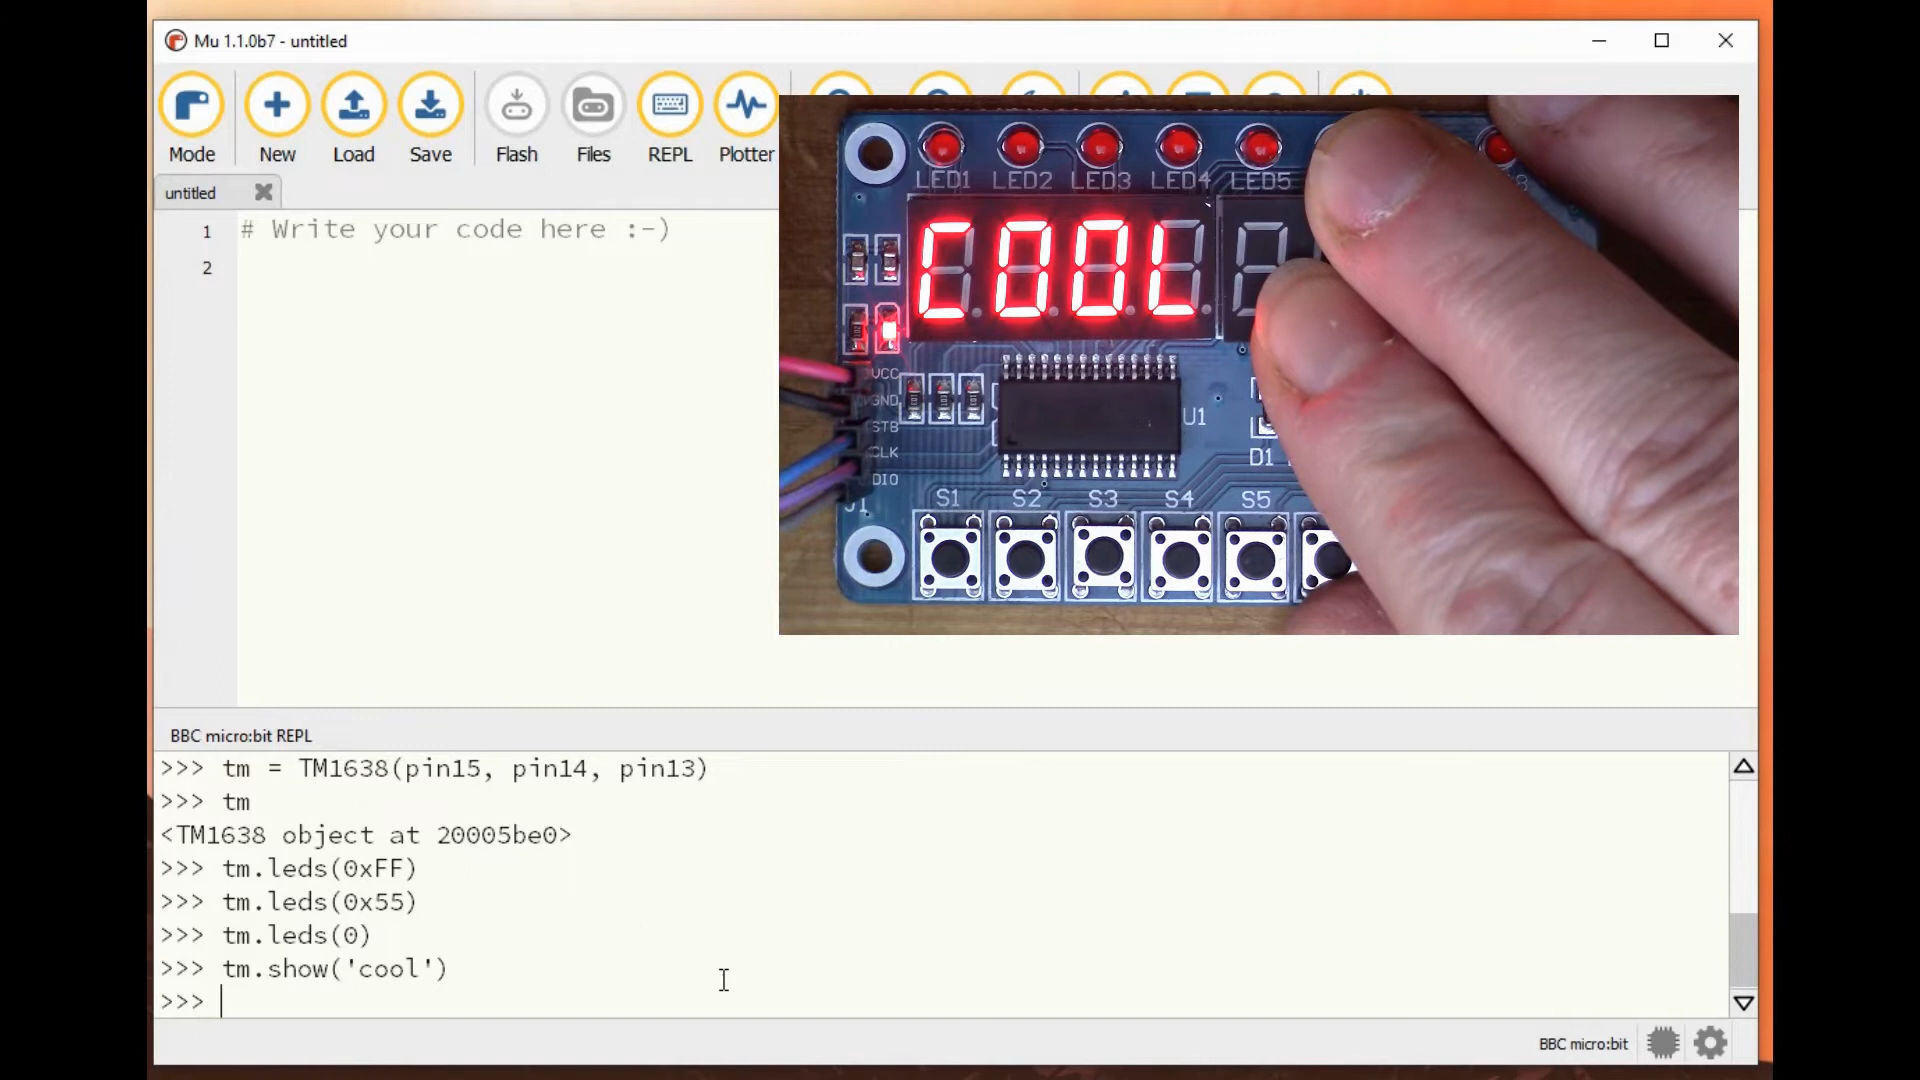 Mu 1.1.0b7 - untitled
Mode New Load Save Flash Files REPL Plotter
untitled
1 # Write your code here :-)
2
LED1 LED2 LED3 LED4 LED5 8
COOL
VCC
GND
STB
CLK
DIO
J1
U1
D1
S1 S2 S3 S4 S5
BBC micro:bit REPL
>>> tm = TM1638(pin15, pin14, pin13)
>>> tm
<TM1638 object at 20005be0>
>>> tm.leds(0xFF)
>>> tm.leds(0x55)
>>> tm.leds(0)
>>> tm.show('cool')
>>>
BBC micro:bit